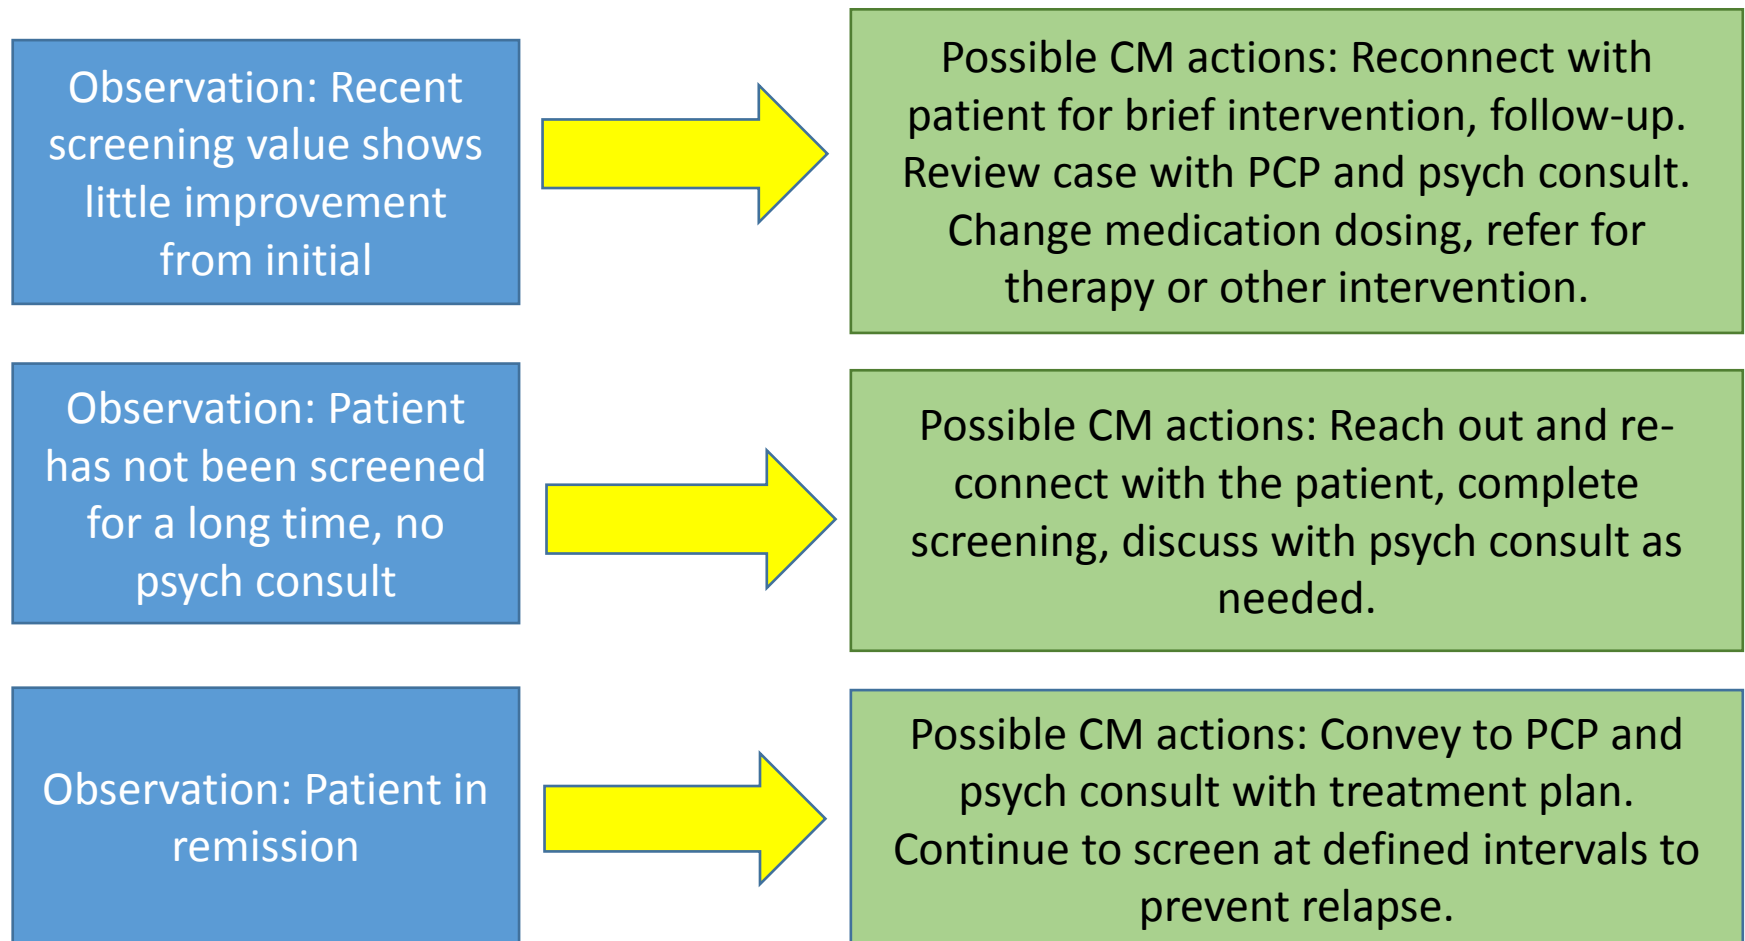 Observation: Recent
screening value shows
little improvement
from initial
Possible CM actions: Reconnect with
patient for brief intervention, follow-up.
Review case with PCP and psych consult.
Change medication dosing, refer for
therapy or other intervention.
Observation: Patient
has not been screened
for a long time, no
psych consult
Possible CM actions: Reach out and re-
connect with the patient, complete
screening, discuss with psych consult as
needed.
Observation: Patient in
remission
Possible CM actions: Convey to PCP and
psych consult with treatment plan.
Continue to screen at defined intervals to
prevent relapse.